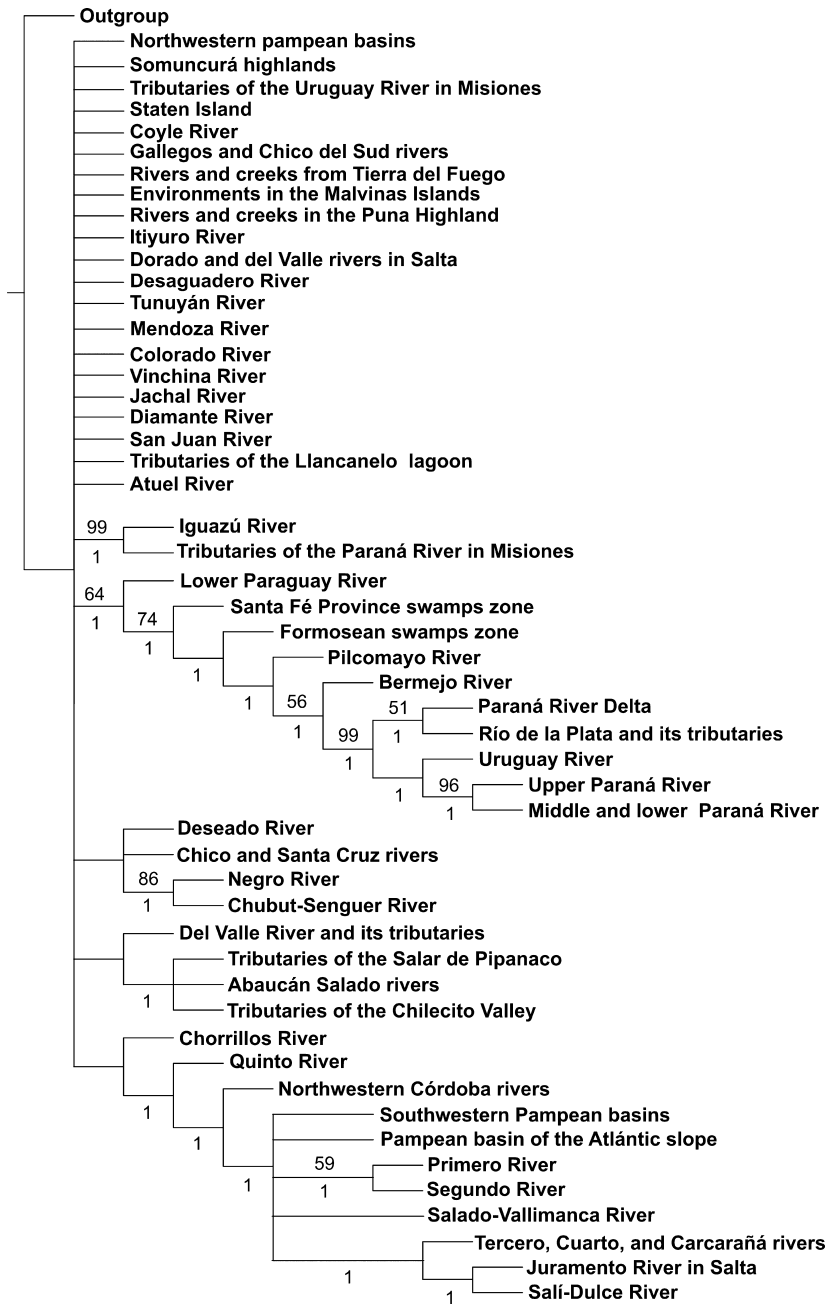 Outgroup
Northwestern pampean basins
Somuncurá highlands
Tributaries of the Uruguay River in Misiones
Staten Island
Coyle River
Gallegos and Chico del Sud rivers
Rivers and creeks from Tierra del Fuego
Environments in the Malvinas Islands
Rivers and creeks in the Puna Highland
Itiyuro River
Dorado and del Valle rivers in Salta
Desaguadero River
Tunuyán River
Mendoza River
Colorado River
Vinchina River
Jachal River
Diamante River
San Juan River
Tributaries of the Llancanelo lagoon
Atuel River
99
Iguazú River
1
Tributaries of the Paraná River in Misiones
Lower Paraguay River
64
1
Santa Fé Province swamps zone
74
1
Formosean swamps zone
1
Pilcomayo River
1
Bermejo River
56
1
Paraná River Delta
51
1
Río de la Plata and its tributaries
99
1
Uruguay River
1
Upper Paraná River
96
1
Middle and lower Paraná River
Deseado River
Chico and Santa Cruz rivers
86
1
Negro River
Chubut-Senguer River
Del Valle River and its tributaries
Tributaries of the Salar de Pipanaco
Abaucán Salado rivers
1
Tributaries of the Chilecito Valley
Chorrillos River
Quinto River
1
Northwestern Córdoba rivers
1
Southwestern Pampean basins
Pampean basin of the Atlántic slope
59
Primero River
1
1
Segundo River
Salado-Vallimanca River
Tercero, Cuarto, and Carcarañá rivers
1
Juramento River in Salta
1
Salí-Dulce River